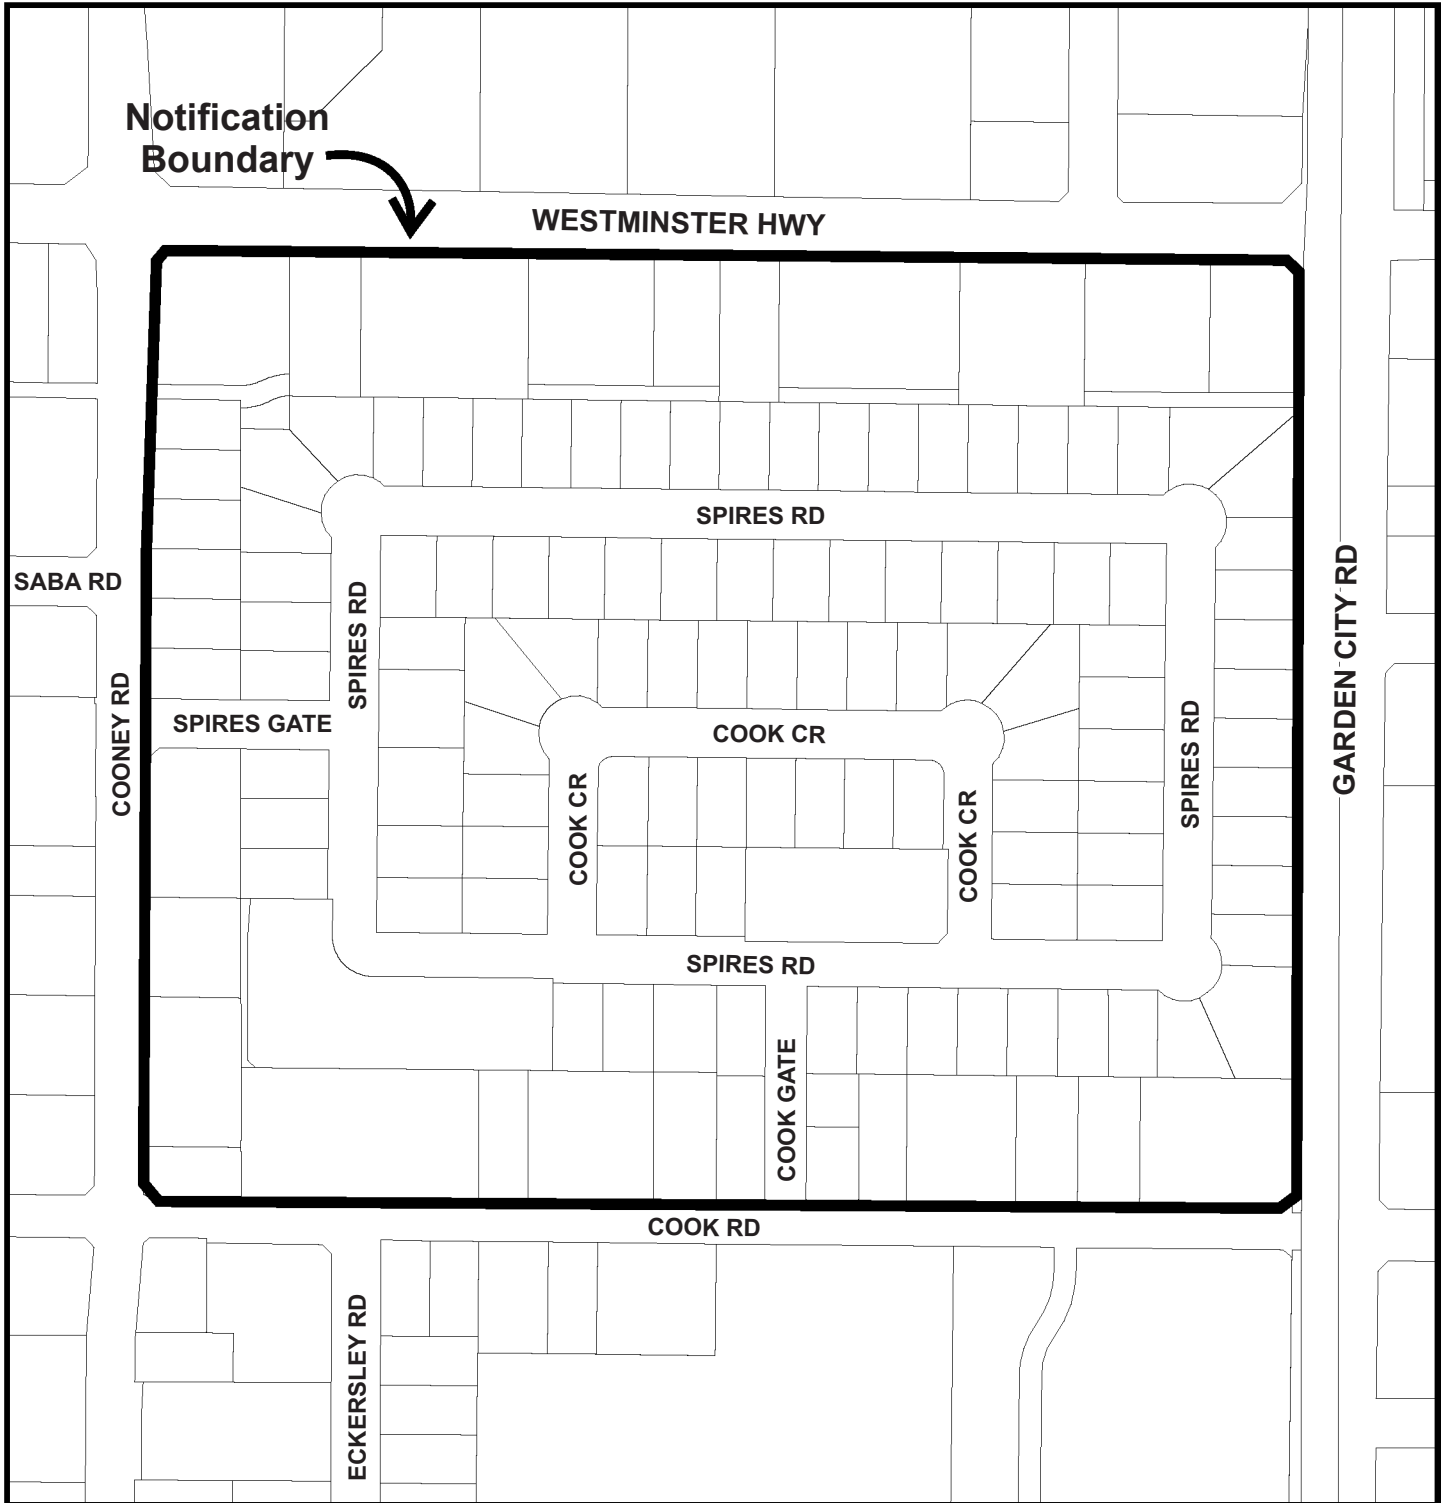 Notification
Boundary
WESTMINSTER HWY
SPIRES RD
SABA RD
SPIRES RD
GARDEN CITY RD
COONEY RD
SPIRES GATE
COOK CR
SPIRES RD
COOK CR
COOK CR
SPIRES RD
COOK GATE
COOK RD
ECKERSLEY RD